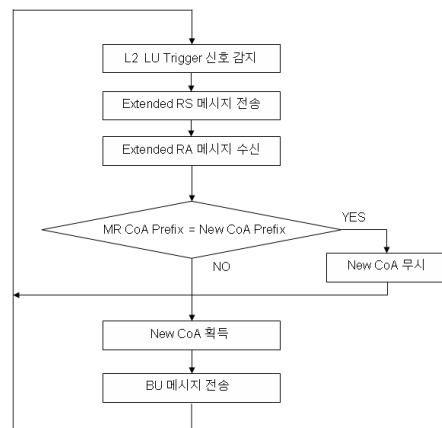 L2 LU Trigger 신호 감지
Extended RS 메시지 전송
Extended RA 메시지 수신
MR CoA Prefix = New CoA Prefix
YES
NO
New CoA 무시
New CoA 획득
BU 메시지 전송